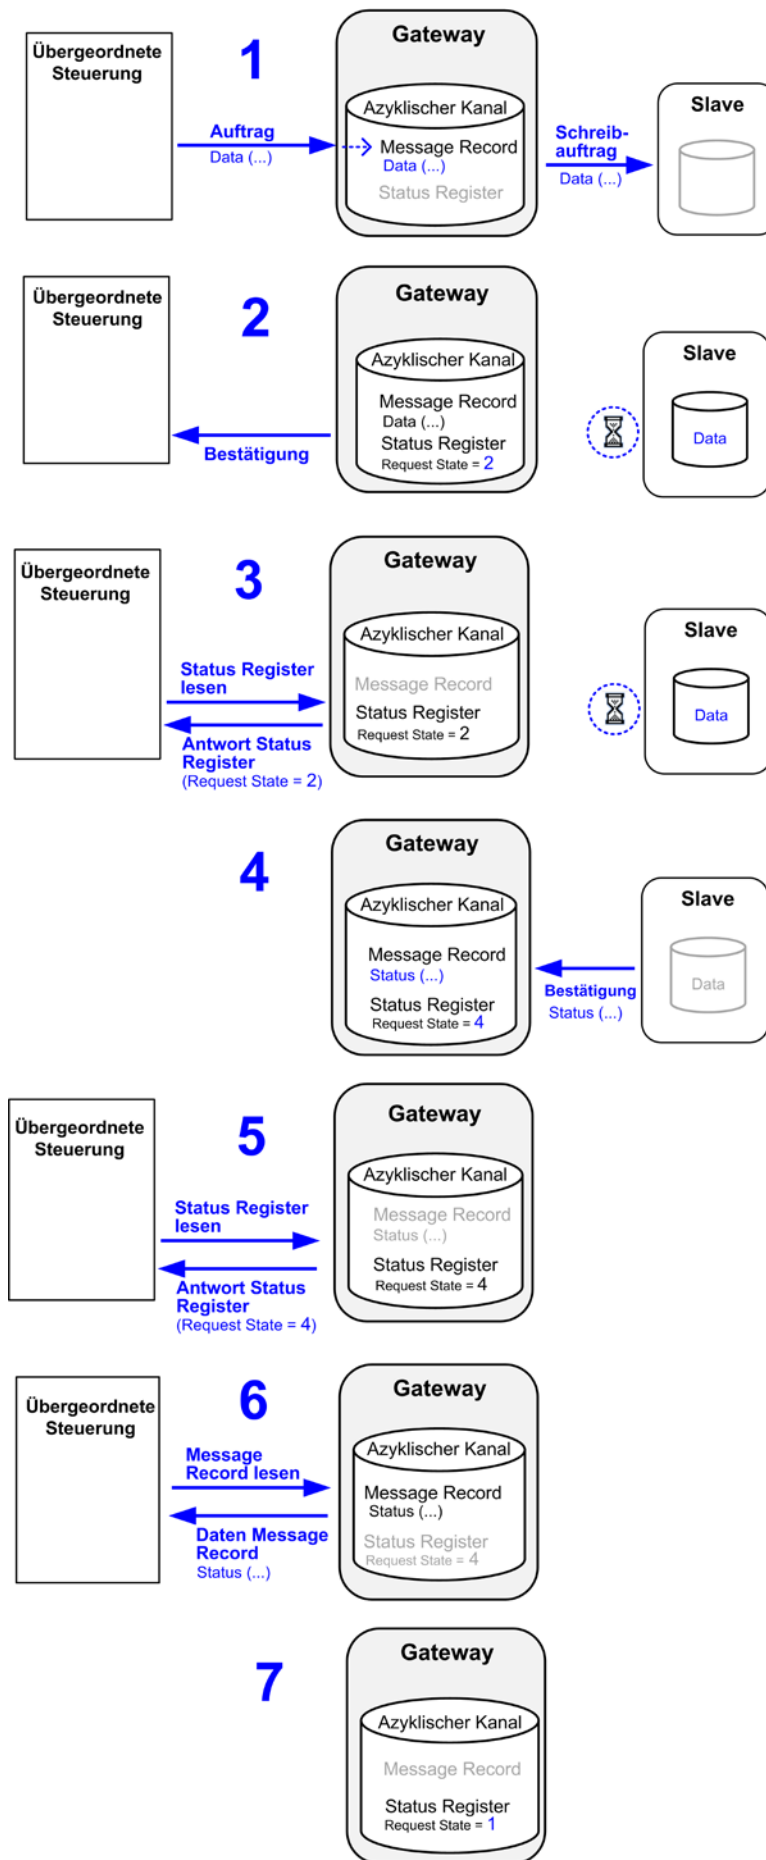 Übergeordnete
Steuerung
1
Gateway
Azyklischer Kanal
Message Record
Data (...)
Status Register
Auftrag
Data (...)
Schreib-
auftrag
Data (...)
Slave
Übergeordnete
Steuerung
2
Gateway
Azyklischer Kanal
Message Record
Data (...)
Status Register
Request State = 2
Bestätigung
Slave
Data
Übergeordnete
Steuerung
3
Gateway
Azyklischer Kanal
Message Record
Status Register
Request State = 2
Status Register
lesen
Antwort Status
Register
(Request State = 2)
Slave
Data
4
Gateway
Azyklischer Kanal
Message Record
Status (...)
Status Register
Request State = 4
Bestätigung
Status (...)
Slave
Data
Übergeordnete
Steuerung
5
Gateway
Azyklischer Kanal
Message Record
Status (...)
Status Register
Request State = 4
Status Register
lesen
Antwort Status
Register
(Request State = 4)
Übergeordnete
Steuerung
6
Gateway
Azyklischer Kanal
Message Record
Status (...)
Status Register
Request State = 4
Message
Record lesen
Daten Message
Record
Status (...)
7
Gateway
Azyklischer Kanal
Message Record
Status Register
Request State = 1